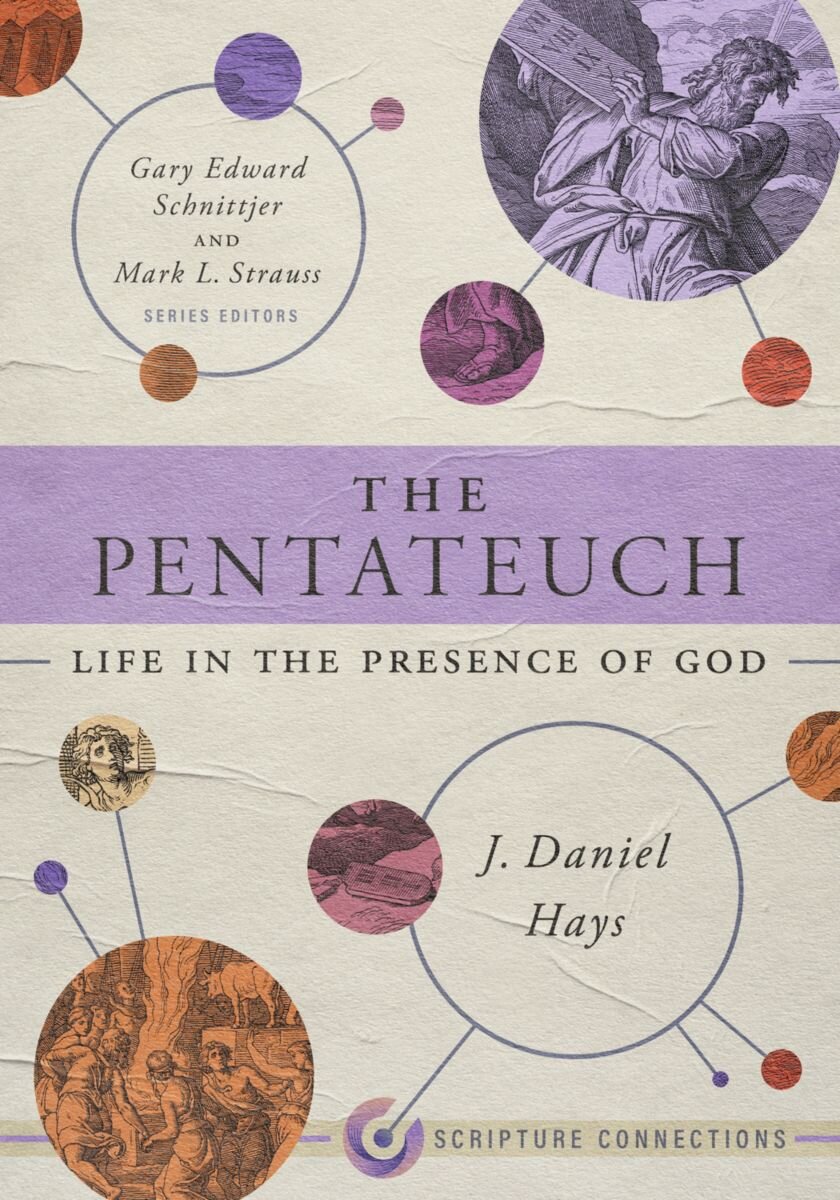 Gary Edward
Schnittjer
AND
Mark L. Strauss
SERIES EDITORS
THE
PENTATEUCH
LIFE IN THE PRESENCE OF GOD
J. Daniel
Hays
SCRIPTURE CONNECTIONS